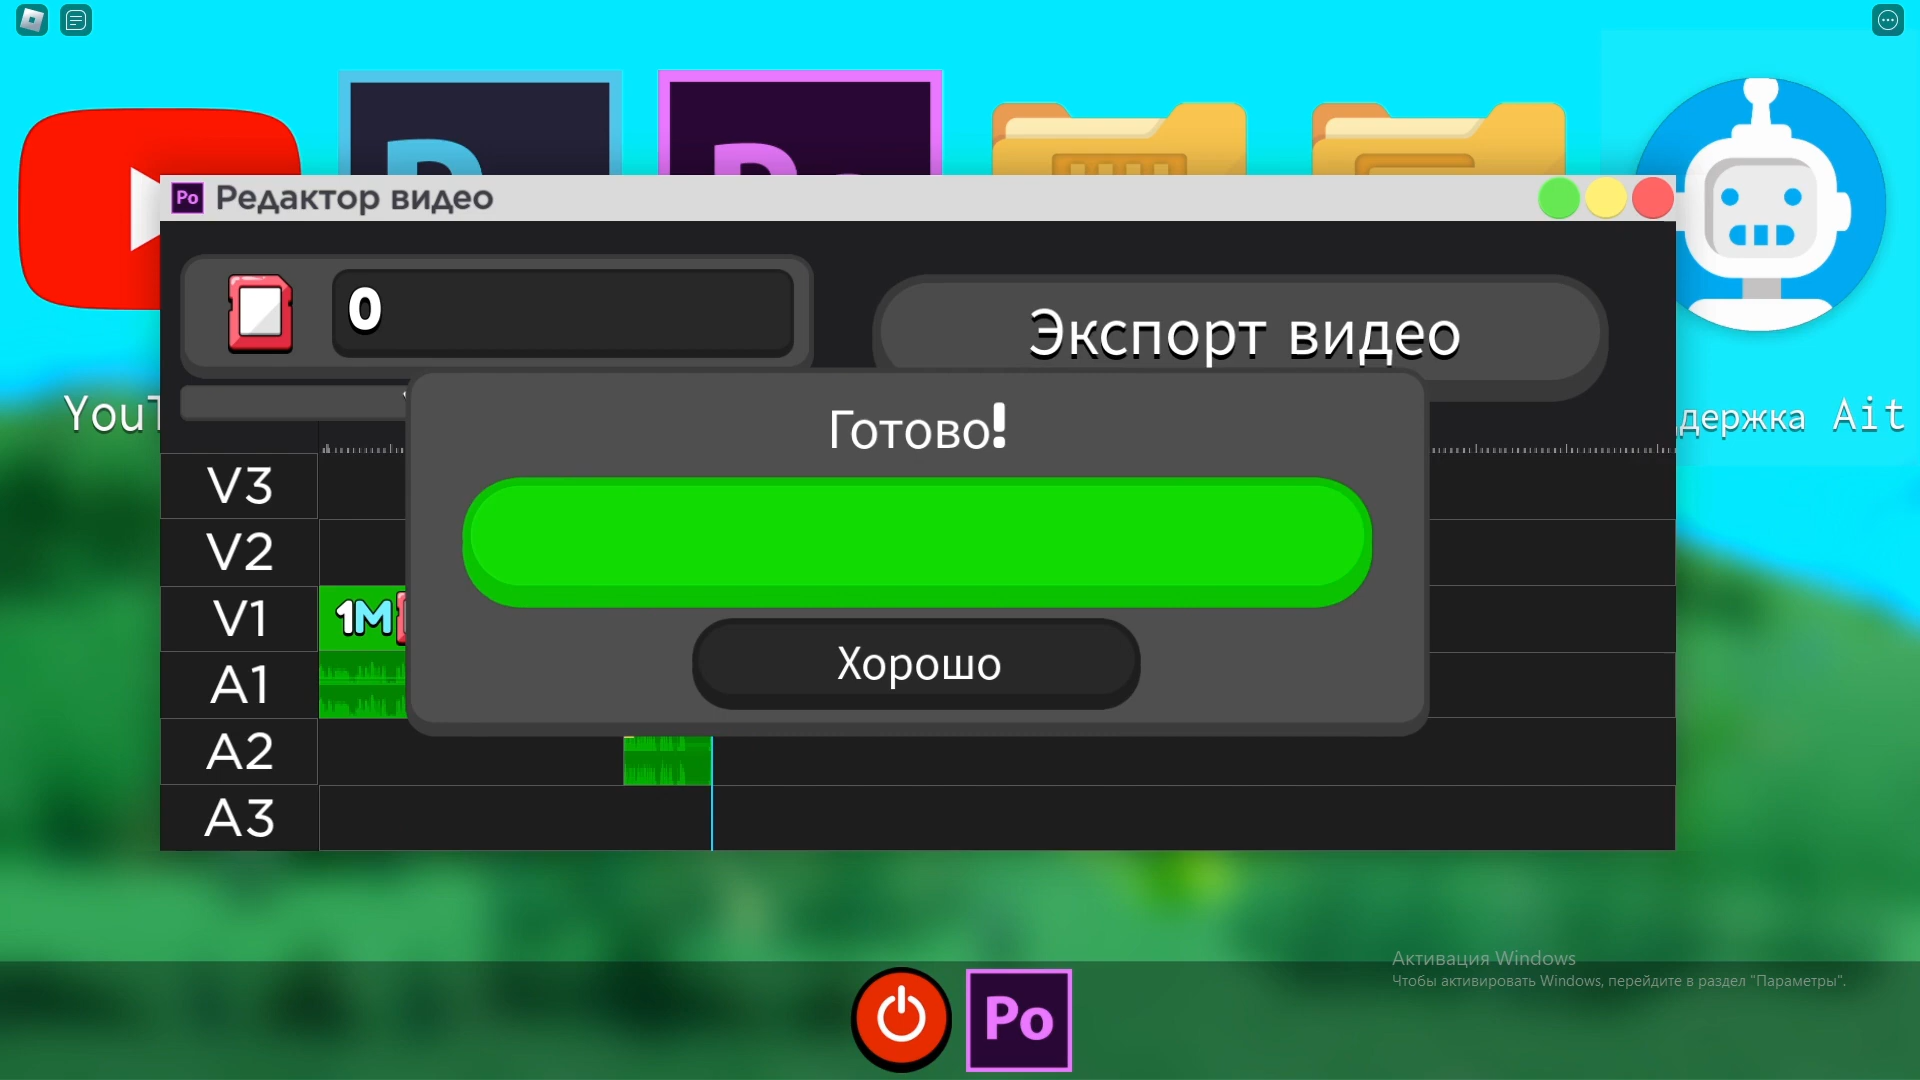 Po Редактор видео
0
Экспорт видео
YouT
держка Ait
Готово!
V3
V2
V1
1M
A1
Хорошо
A2
A3
Активация Windows
Чтобы активировать Windows, перейдите в раздел "Параметры".
Po